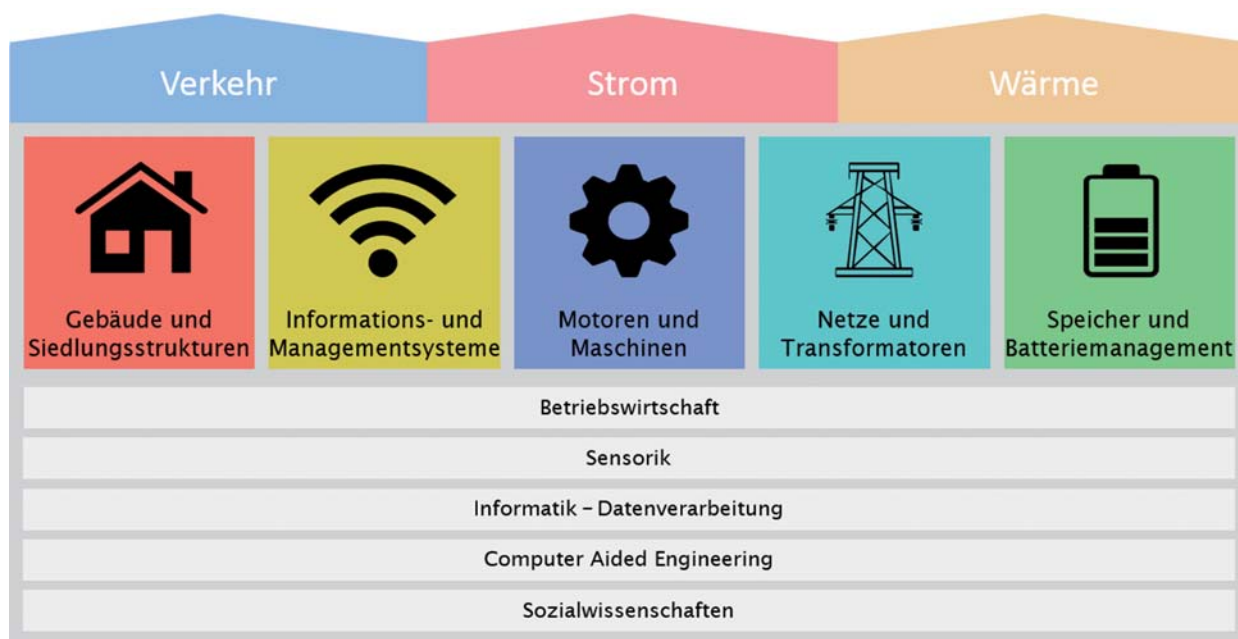 Verkehr
Strom
Wärme
Gebäude und
Siedlungsstrukturen
Informations- und
Managementsysteme
Motoren und
Maschinen
Netze und
Transformatoren
Speicher und
Batteriemanagement
Betriebswirtschaft
Sensorik
Informatik – Datenverarbeitung
Computer Aided Engineering
Sozialwissenschaften